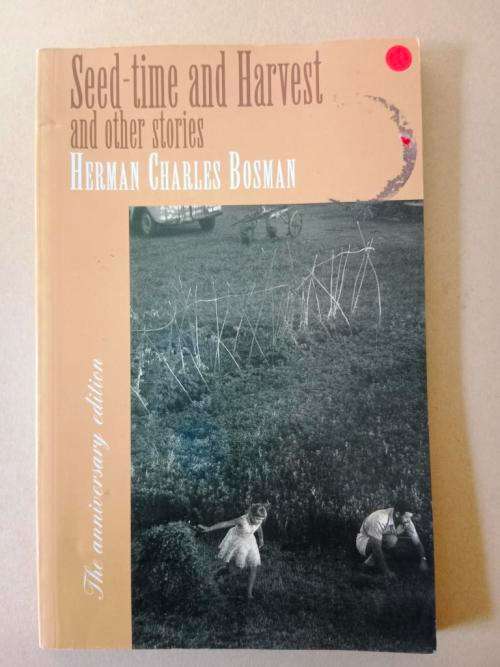 Seed-time and Harvest
and other stories
HERMAN CHARLES BOSMAN
The anniversary edition